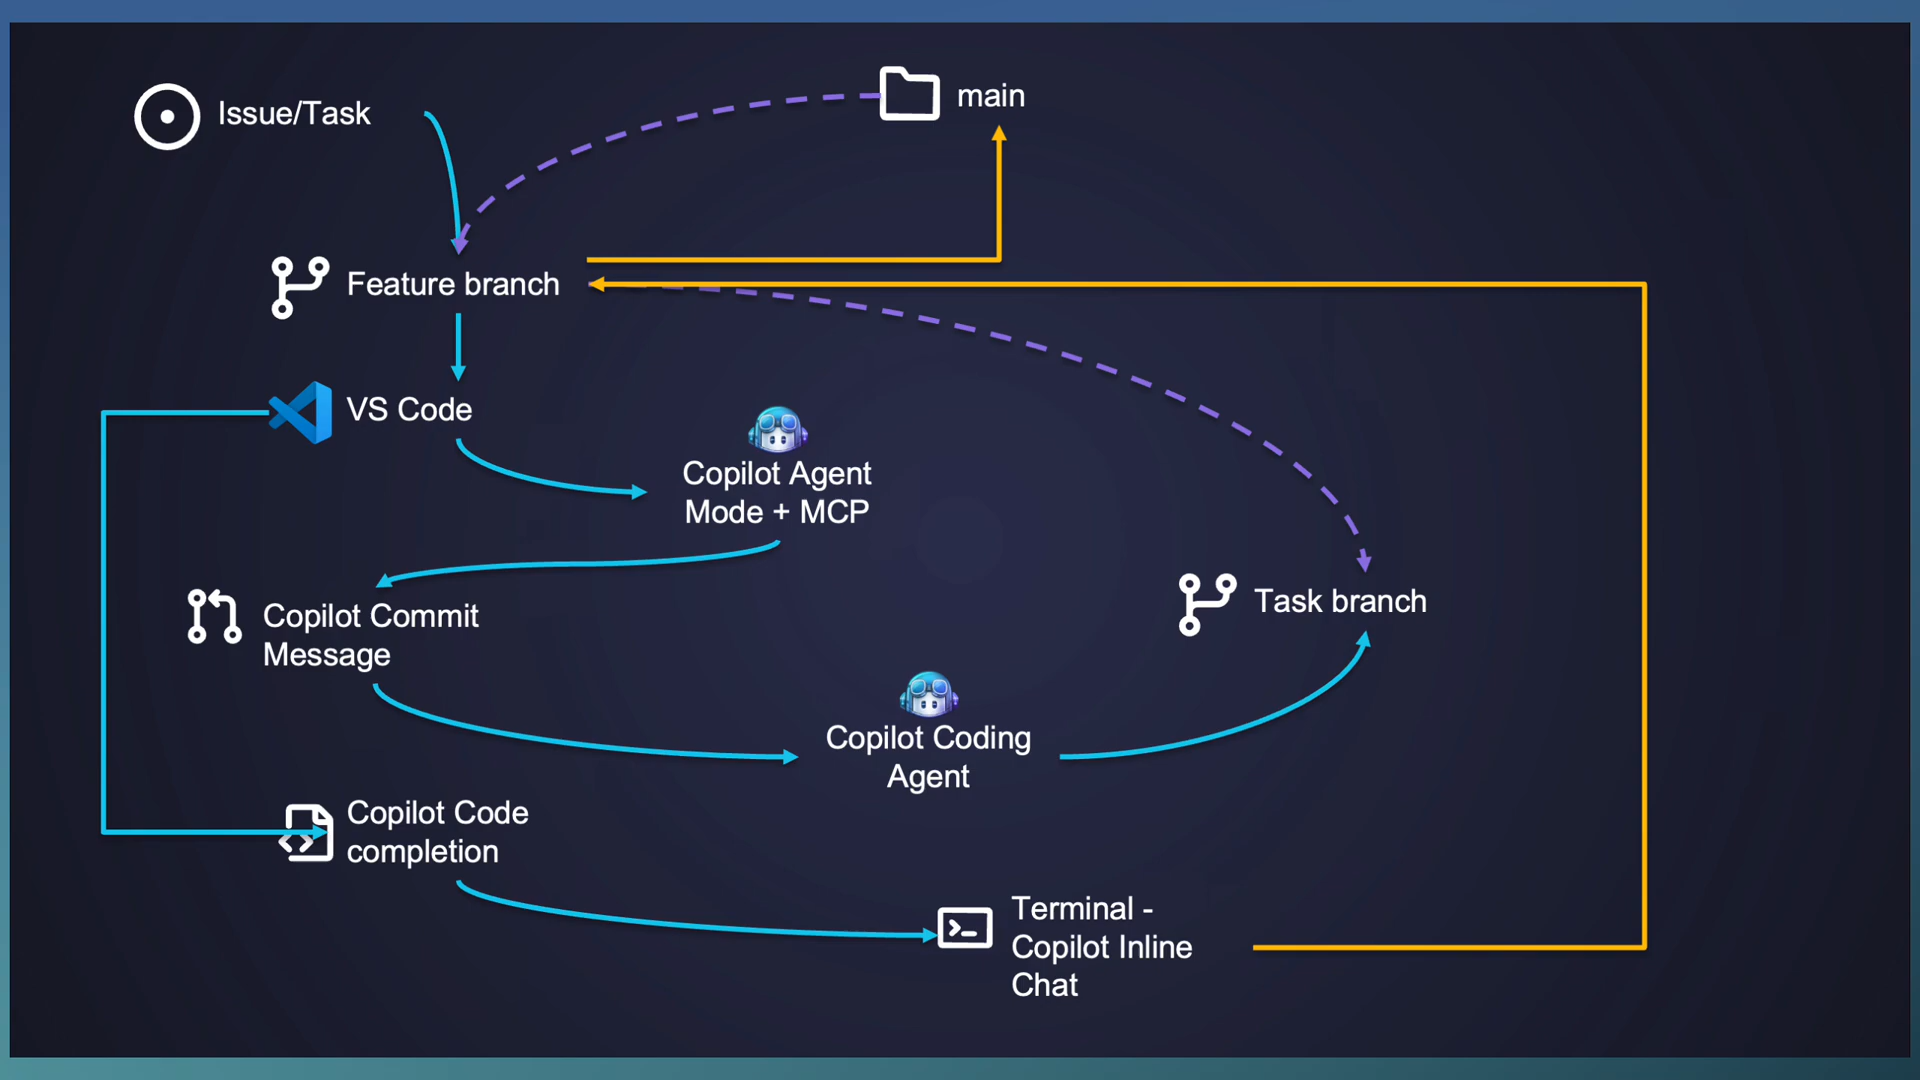 Issue/Task
main
Feature branch
VS Code
Copilot Agent
Mode + MCP
Copilot Commit
Message
Task branch
Copilot Coding
Agent
Copilot Code
completion
Terminal -
Copilot Inline
Chat